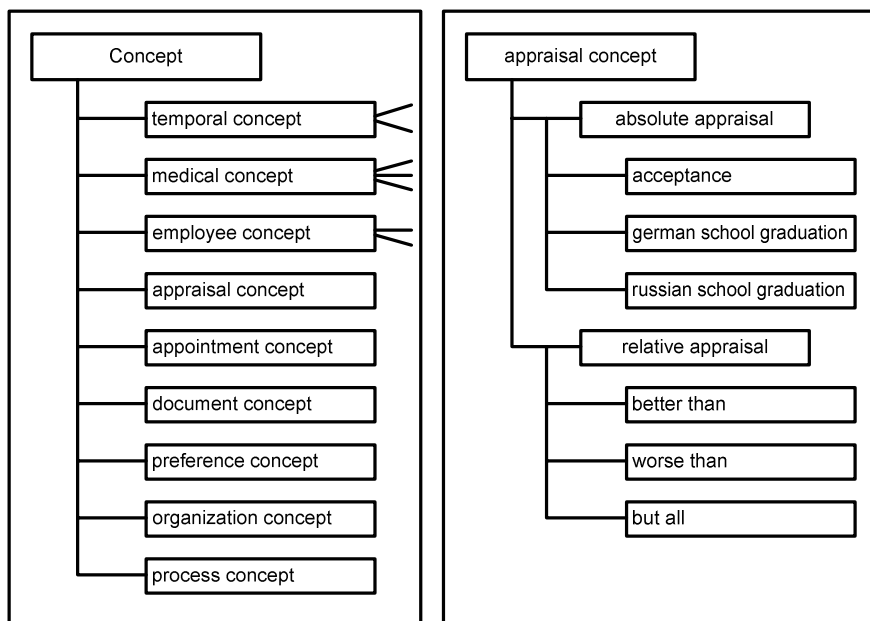 Concept
temporal concept
medical concept
employee concept
appraisal concept
appointment concept
document concept
preference concept
organization concept
process concept
appraisal concept
absolute appraisal
acceptance
german school graduation
russian school graduation
relative appraisal
better than
worse than
but all